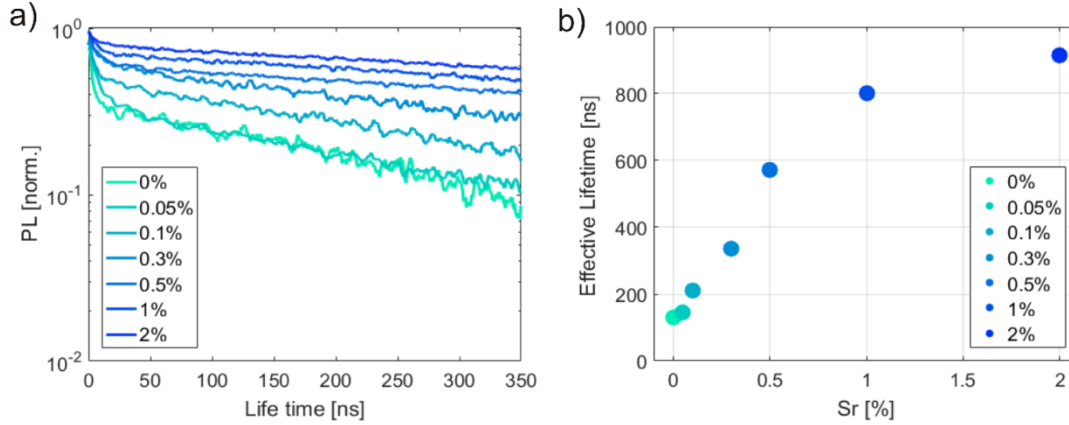 a)
PL [norm.]
10^0
10^-1
10^-2
0%
0.05%
0.1%
0.3%
0.5%
1%
2%
0 50 100 150 200 250 300 350
Life time [ns]
b)
Effective Lifetime [ns]
1000
800
600
400
200
0
0%
0.05%
0.1%
0.3%
0.5%
1%
2%
0 0.5 1 1.5 2
Sr [%]